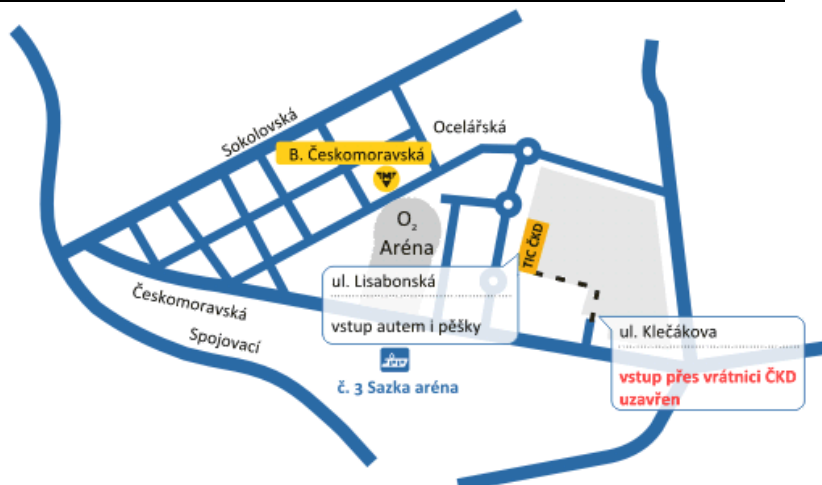 Sokolovská
Ocelářská
B. Českomoravská
M
O₂
Aréna
TIC ČKD
ul. Lisabonská
vstup autem i pěšky
Českomoravská
Spojovací
č. 3 Sazka aréna
ul. Klečákova
vstup přes vrátnici ČKD
uzavřen